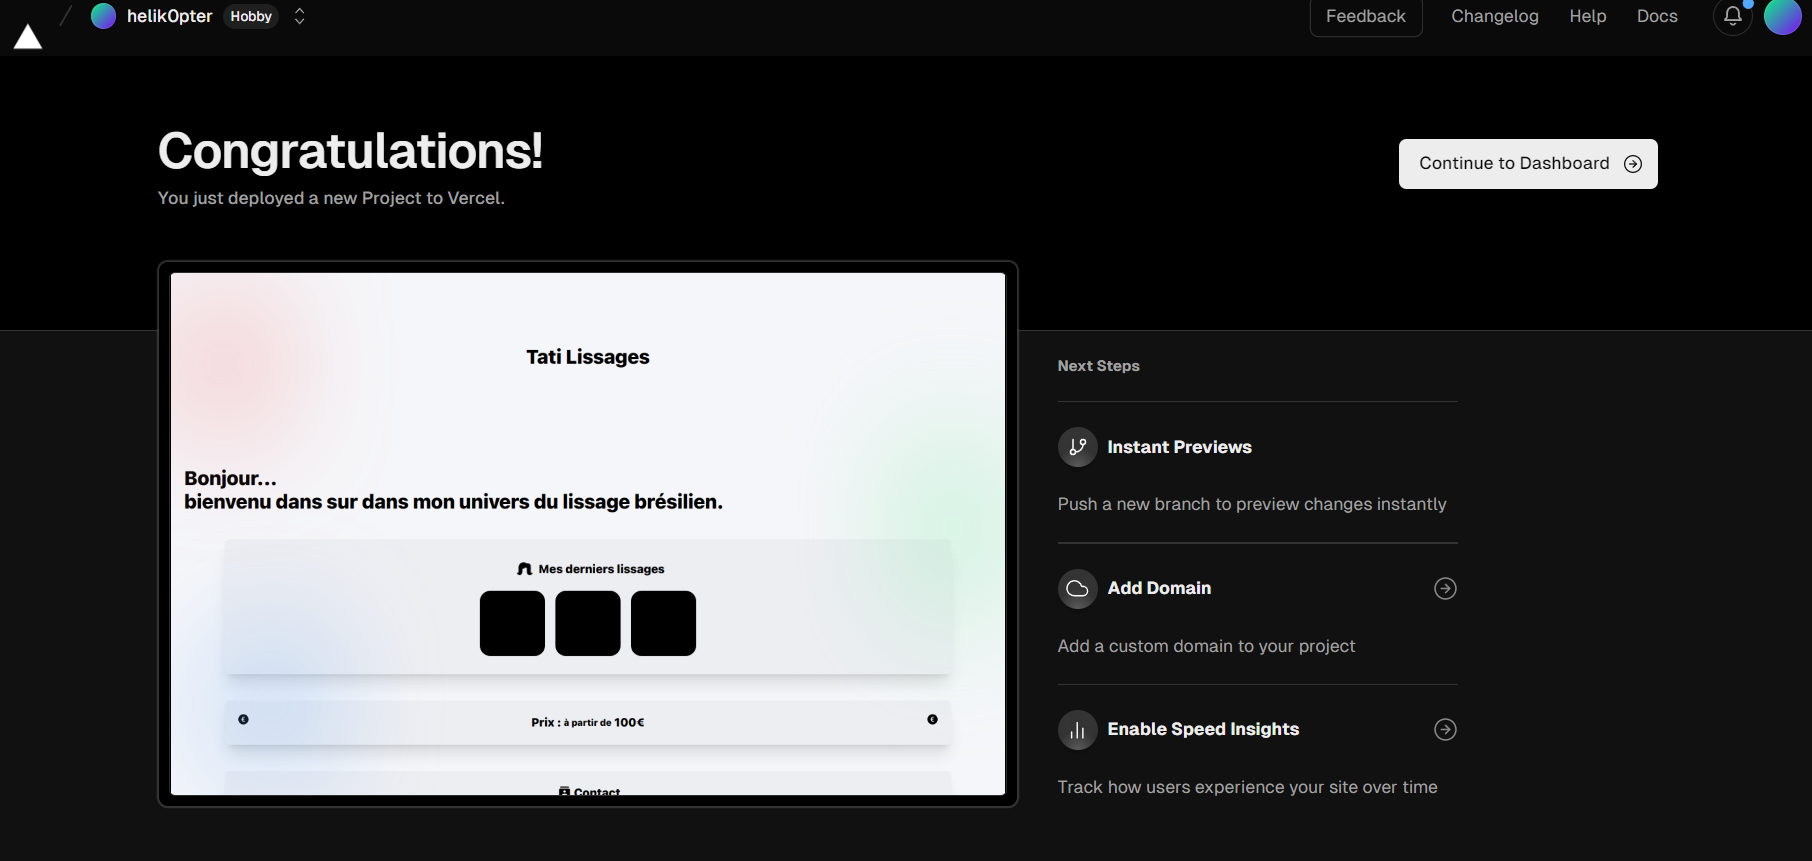 helik0pter Hobby
Feedback Changelog Help Docs
Congratulations!
You just deployed a new Project to Vercel.
Continue to Dashboard
Tati Lissages
Bonjour...
bienvenu dans sur dans mon univers du lissage brésilien.
Mes derniers lissages
Prix : à partir de 100€
Contact
Next Steps
Instant Previews
Push a new branch to preview changes instantly
Add Domain
Add a custom domain to your project
Enable Speed Insights
Track how users experience your site over time